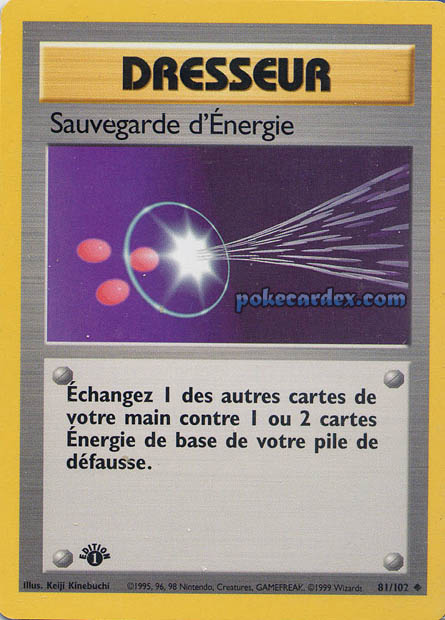 DRESSEUR
Sauvegarde d'Énergie
pokecardex.com
Échangez 1 des autres cartes de
votre main contre 1 ou 2 cartes
Énergie de base de votre pile de
défausse.
EDITION
1
Illus. Keiji Kinebuchi ©1995, 96, 98 Nintendo, Creatures, GAMEFREAK. ©1999 Wizards 81/102